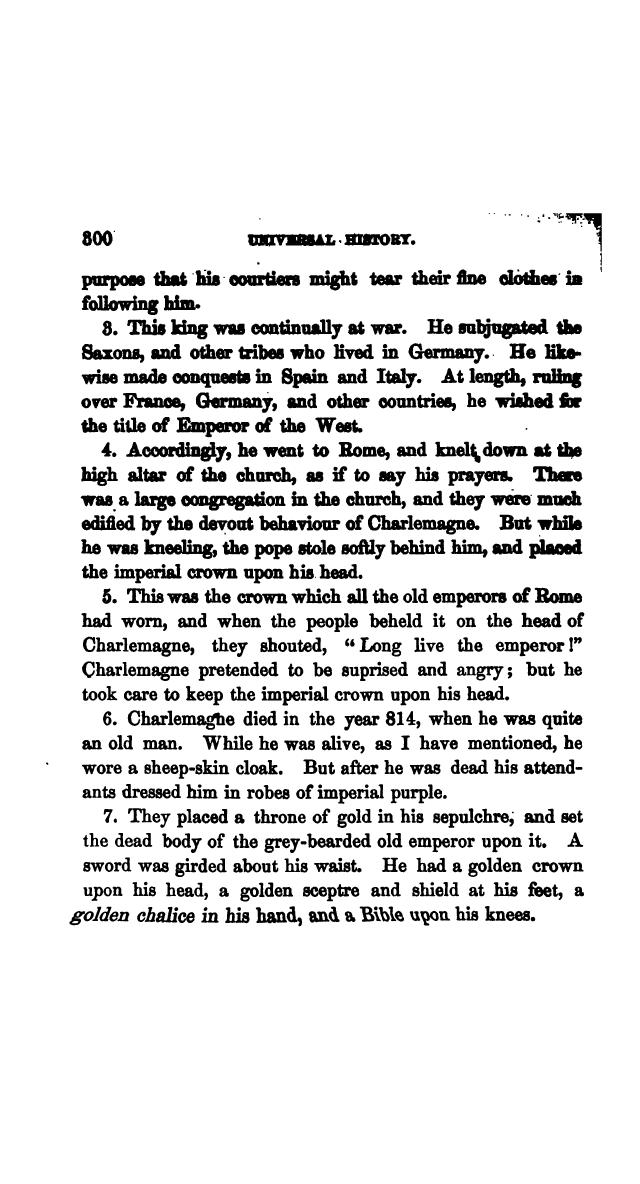 300 UNIVERSAL HISTORY.
purpose that his courtiers might tear their fine clothes in
following him.
3. This king was continually at war. He subjugated the
Saxons, and other tribes who lived in Germany. He like-
wise made conquests in Spain and Italy. At length, ruling
over France, Germany, and other countries, he wished for
the title of Emperor of the West.
4. Accordingly, he went to Rome, and knelt down at the
high altar of the church, as if to say his prayers. There
was a large congregation in the church, and they were much
edified by the devout behaviour of Charlemagne. But while
he was kneeling, the pope stole softly behind him, and placed
the imperial crown upon his head.
5. This was the crown which all the old emperors of Rome
had worn, and when the people beheld it on the head of
Charlemagne, they shouted, “Long live the emperor!”
Charlemagne pretended to be suprised and angry; but he
took care to keep the imperial crown upon his head.
6. Charlemagne died in the year 814, when he was quite
an old man. While he was alive, as I have mentioned, he
wore a sheep-skin cloak. But after he was dead his attend-
ants dressed him in robes of imperial purple.
7. They placed a throne of gold in his sepulchre, and set
the dead body of the grey-bearded old emperor upon it. A
sword was girded about his waist. He had a golden crown
upon his head, a golden sceptre and shield at his feet, a
golden chalice in his hand, and a Bible upon his knees.